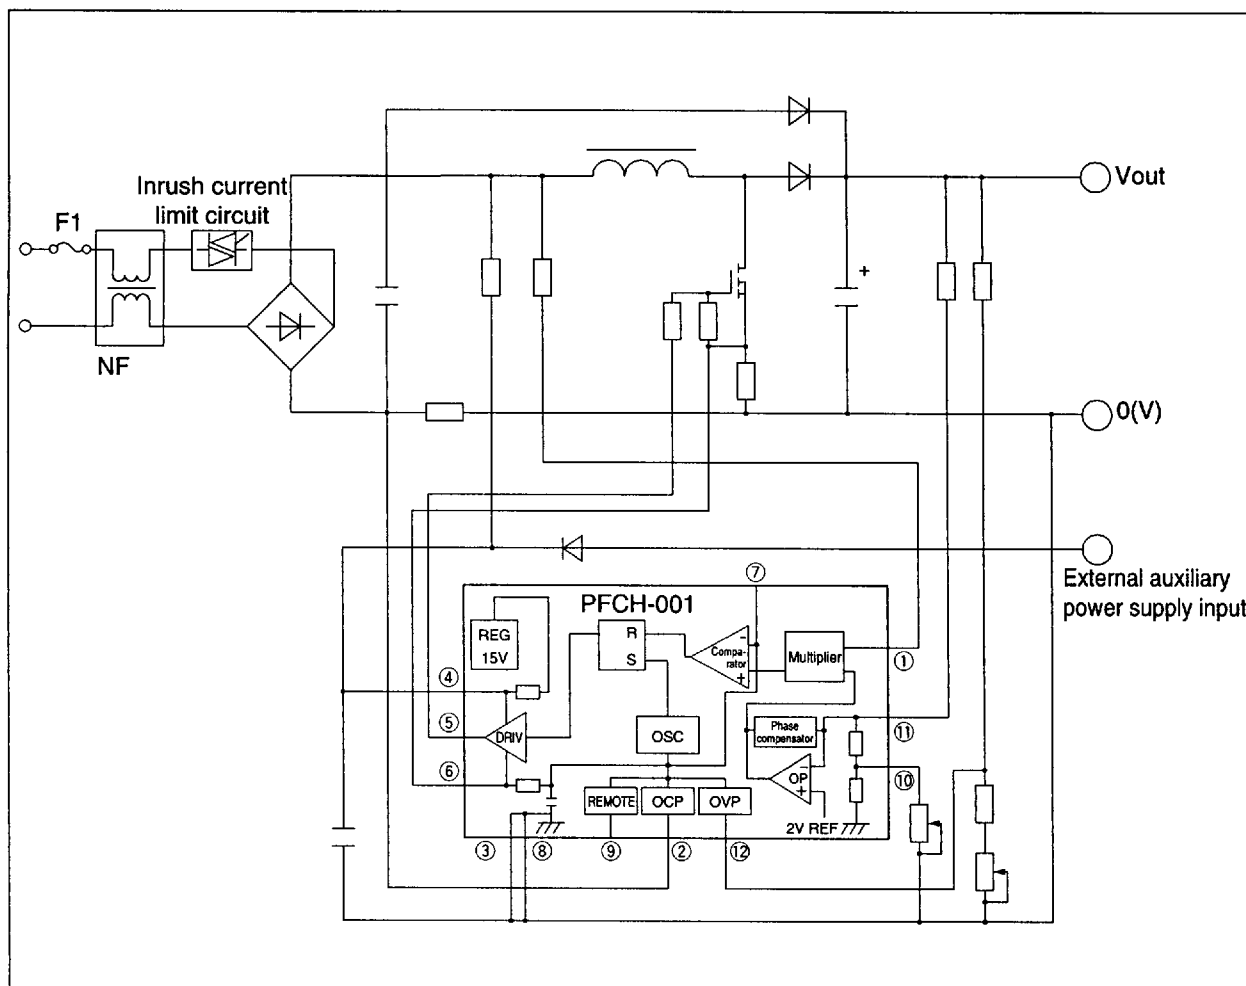 Inrush current
limit circuit
F1
NF
Vout
+
0(V)
External auxiliary
power supply input
PFCH-001
⑦
REG
15V
R
S
Compa-
rator
−
+
Multiplier
①
④
⑤
DRIV
OSC
Phase
compensator
⑪
⑥
OP
−
+
⑩
REMOTE
OCP
OVP
2V REF
③
⑧
⑨
②
⑫